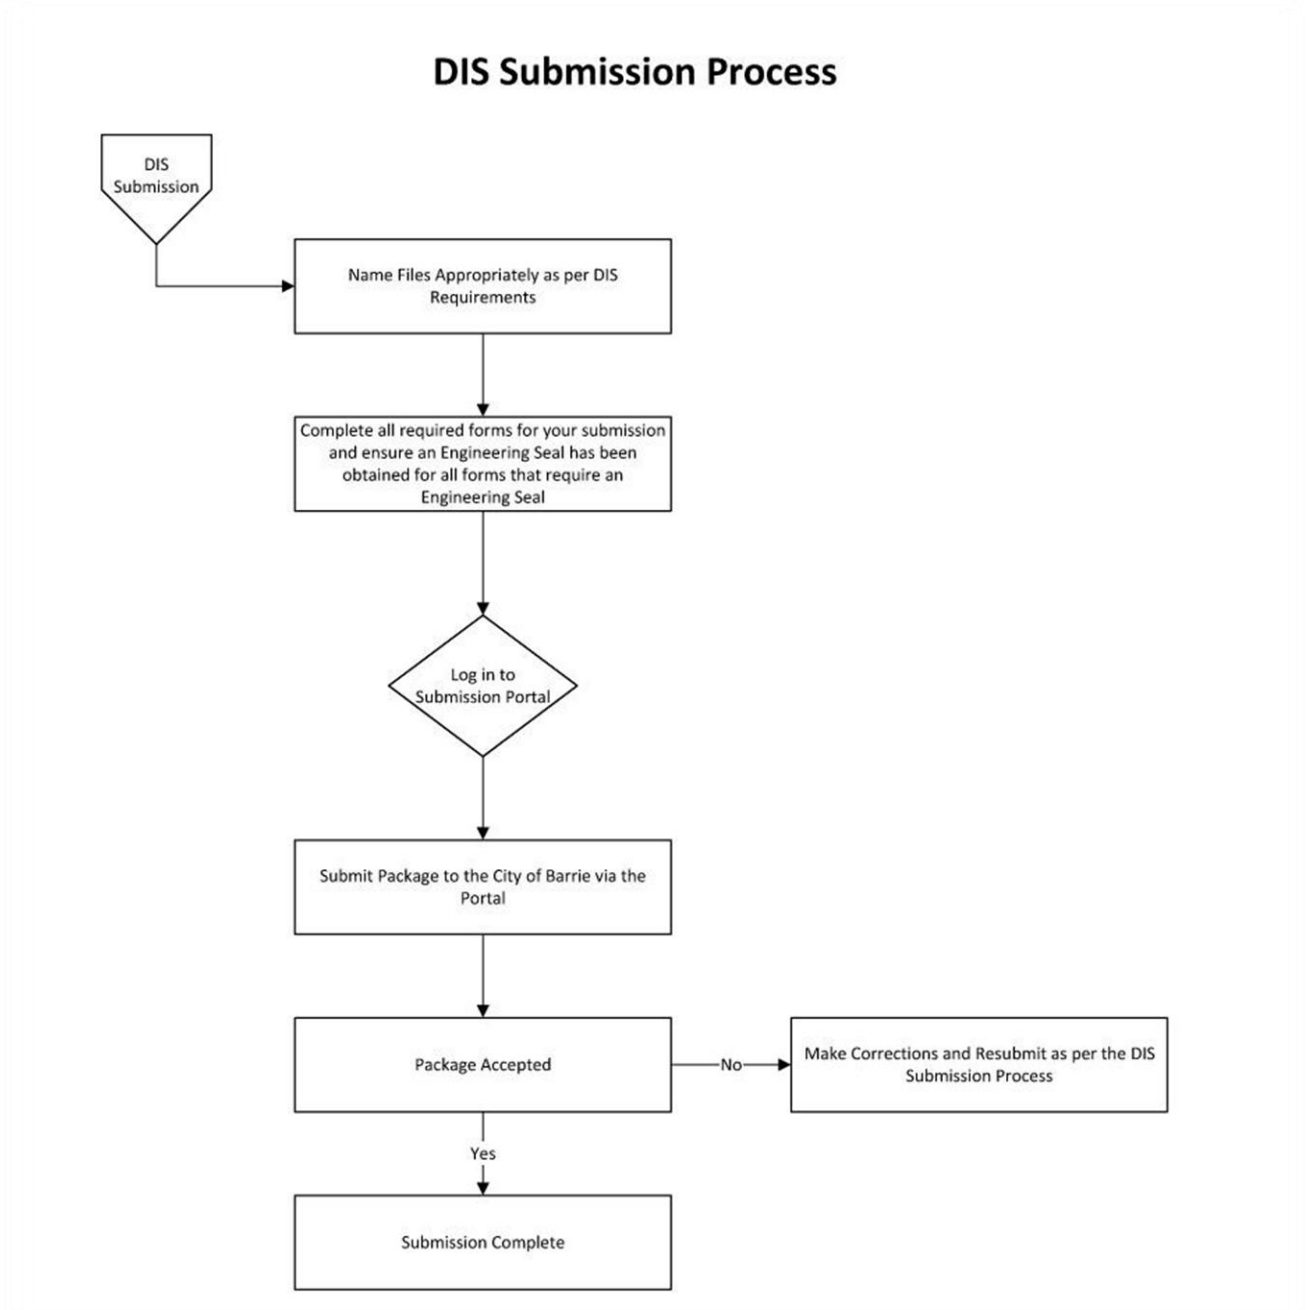 DIS Submission Process
DIS
Submission
Name Files Appropriately as per DIS
Requirements
Complete all required forms for your submission
and ensure an Engineering Seal has been
obtained for all forms that require an
Engineering Seal
Log in to
Submission Portal
Submit Package to the City of Barrie via the
Portal
Package Accepted
No
Make Corrections and Resubmit as per the DIS
Submission Process
Yes
Submission Complete